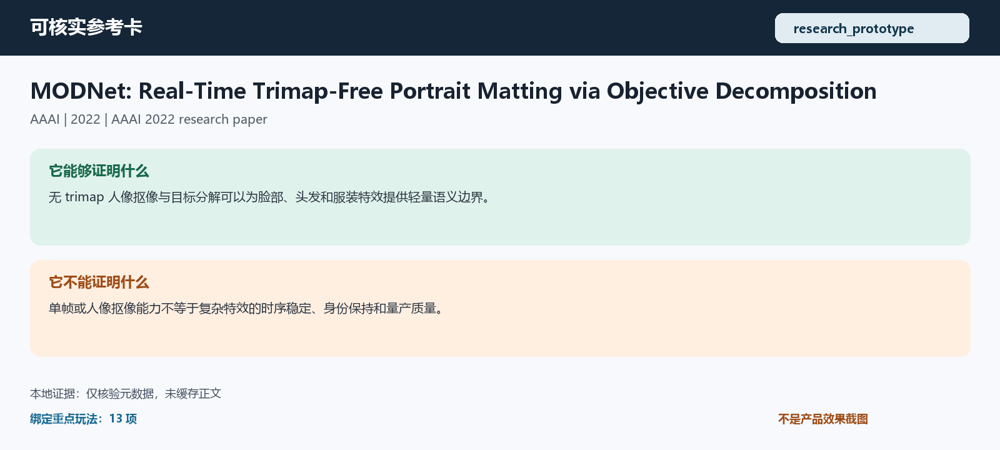 可核实参考卡
research_prototype
MODNet: Real-Time Trimap-Free Portrait Matting via Objective Decomposition
AAAI | 2022 | AAAI 2022 research paper
它能够证明什么
无 trimap 人像抠像与目标分解可以为脸部、头发和服装特效提供轻量语义边界。
它不能证明什么
单帧或人像抠像能力不等于复杂特效的时序稳定、身份保持和量产质量。
本地证据：仅核验元数据，未缓存正文
绑定重点玩法：13 项
不是产品效果截图